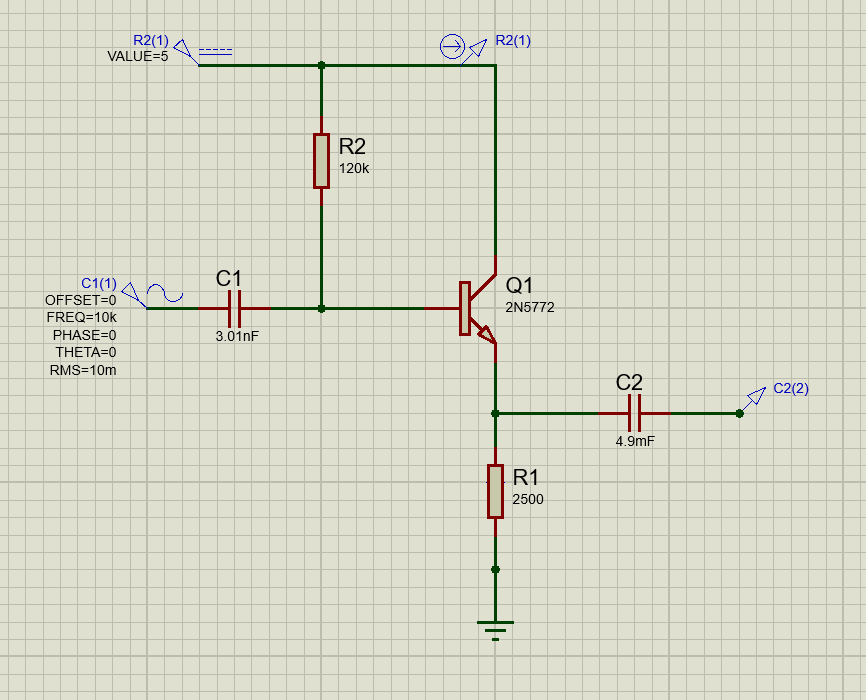 R2(1)
VALUE=5
R2(1)
R2
120k
C1(1)
OFFSET=0
FREQ=10k
PHASE=0
THETA=0
RMS=10m
C1
3.01nF
Q1
2N5772
C2
4.9mF
C2(2)
R1
2500